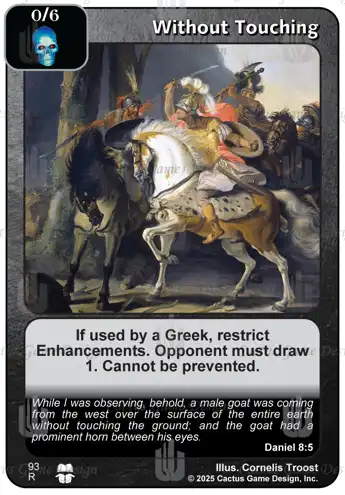 0/6
Without Touching
If used by a Greek, restrict
Enhancements. Opponent must draw
1. Cannot be prevented.
While I was observing, behold, a male goat was coming
from the west over the surface of the entire earth
without touching the ground; and the goat had a
prominent horn between his eyes.
Daniel 8:5
93
R
Illus. Cornelis Troost
© 2025 Cactus Game Design, Inc.